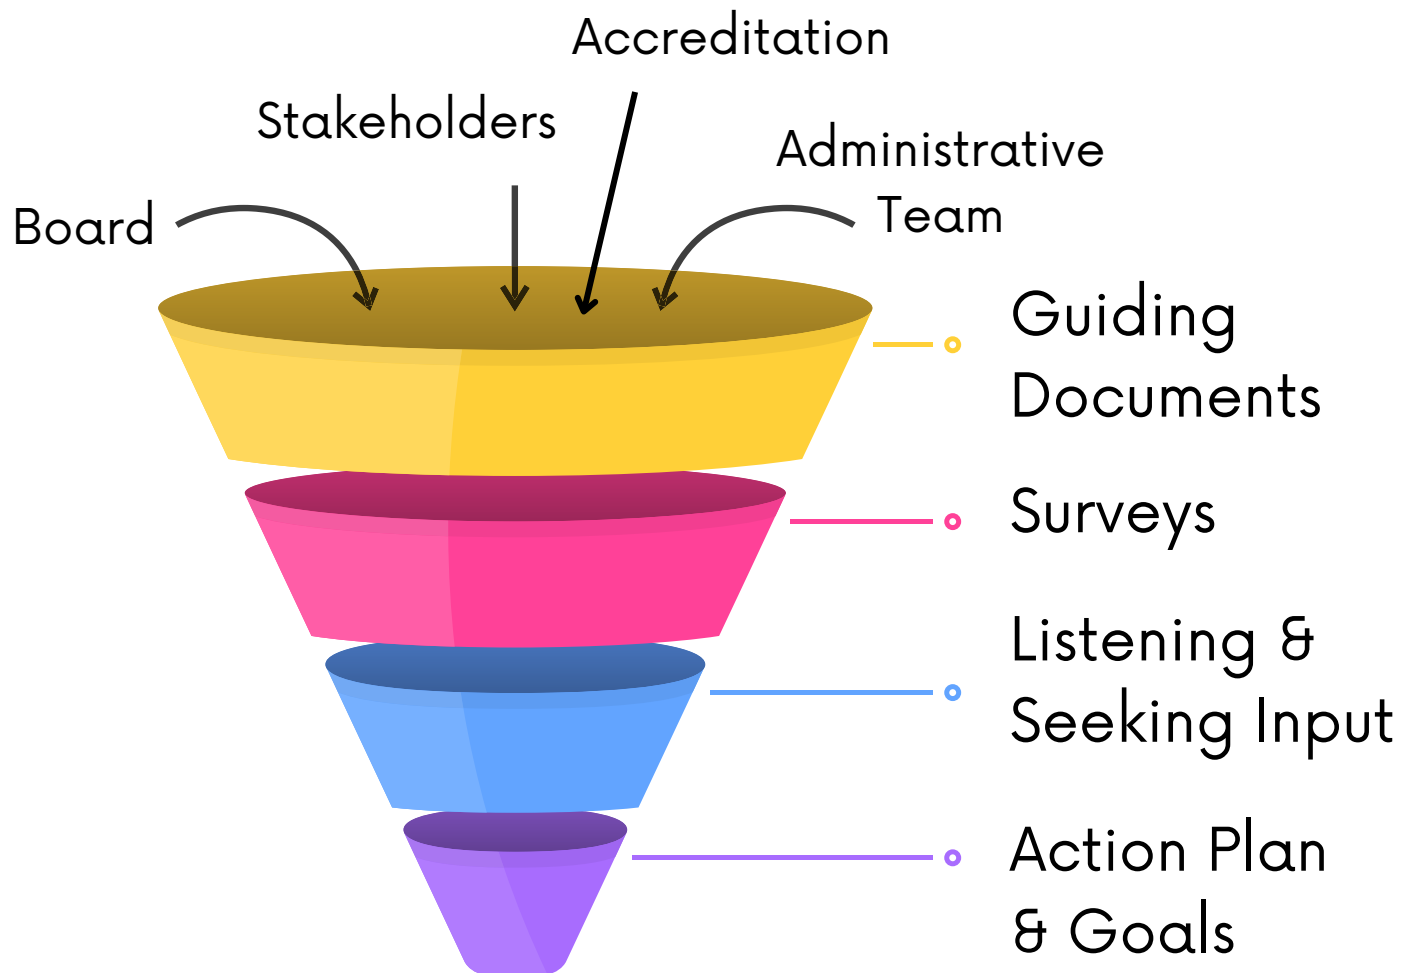 Accreditation
Stakeholders
Administrative
Team
Board
Guiding
Documents
Surveys
Listening &
Seeking Input
Action Plan
& Goals